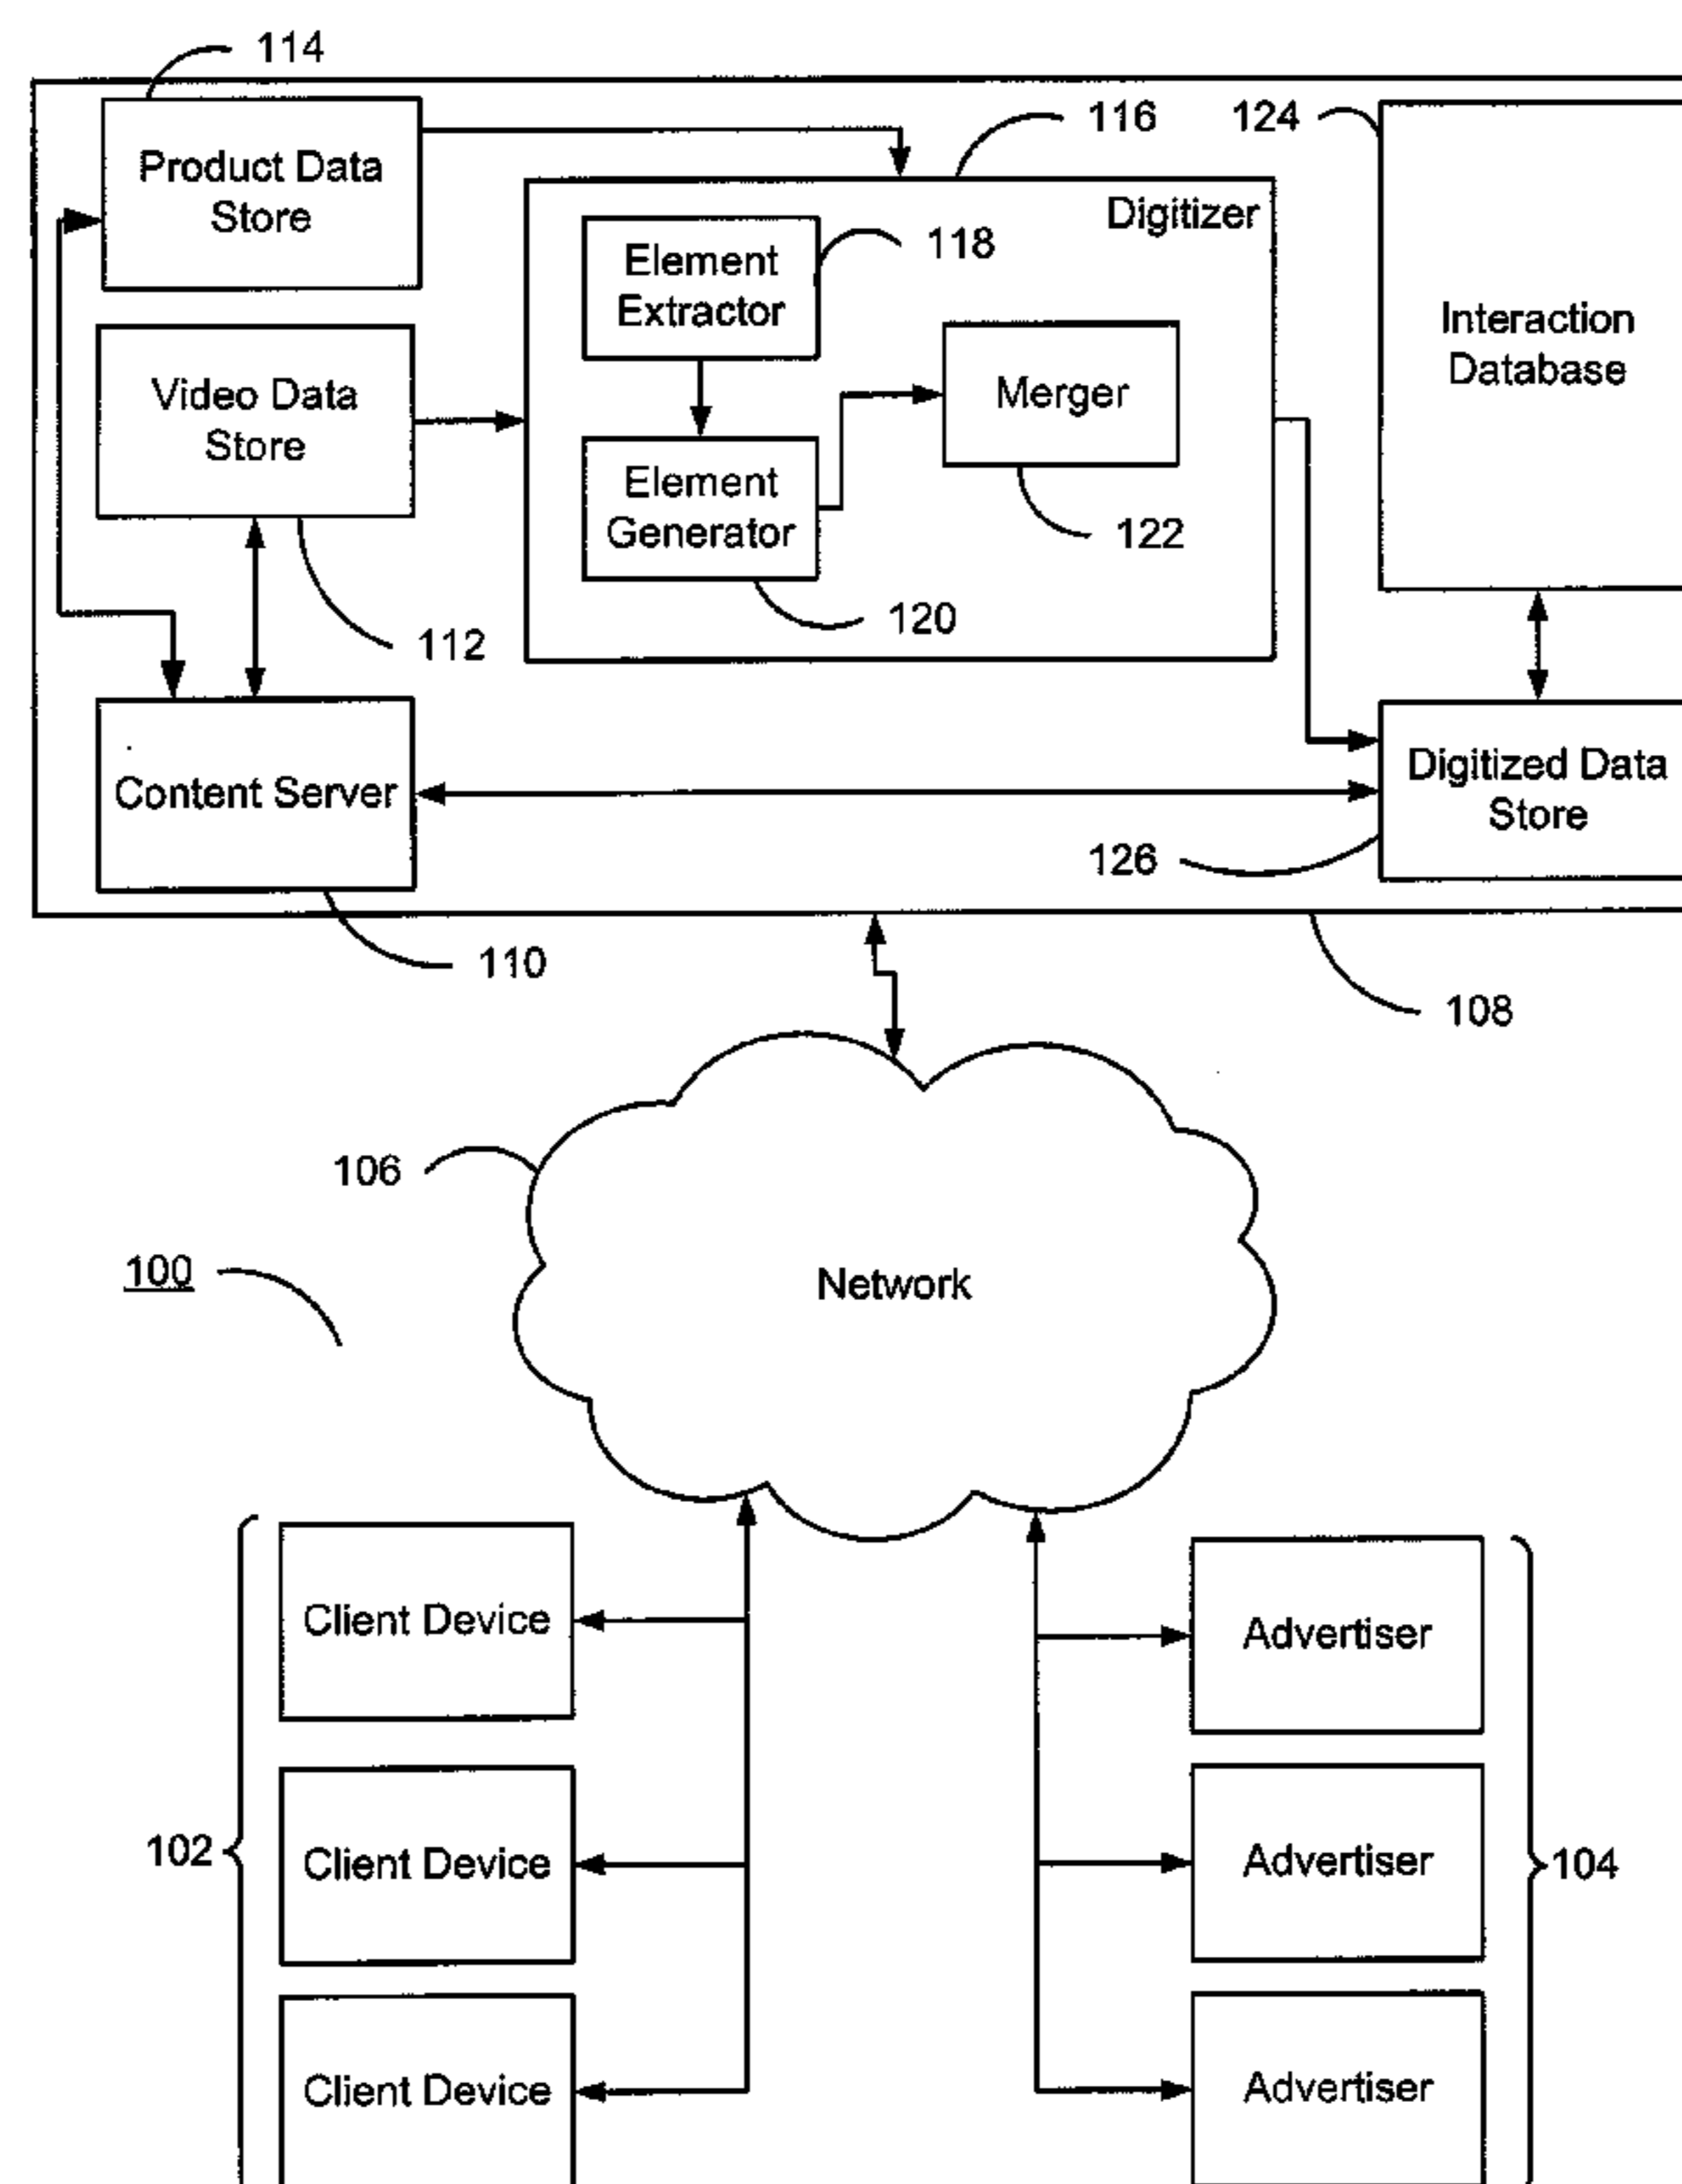 114
Product Data
Store
116
124
Digitizer
Element
Extractor
118
Interaction
Database
Video Data
Store
Merger
Element
Generator
122
120
112
Content Server
Digitized Data
Store
126
110
108
106
100
Network
Client Device
Advertiser
102
Client Device
Advertiser
104
Client Device
Advertiser